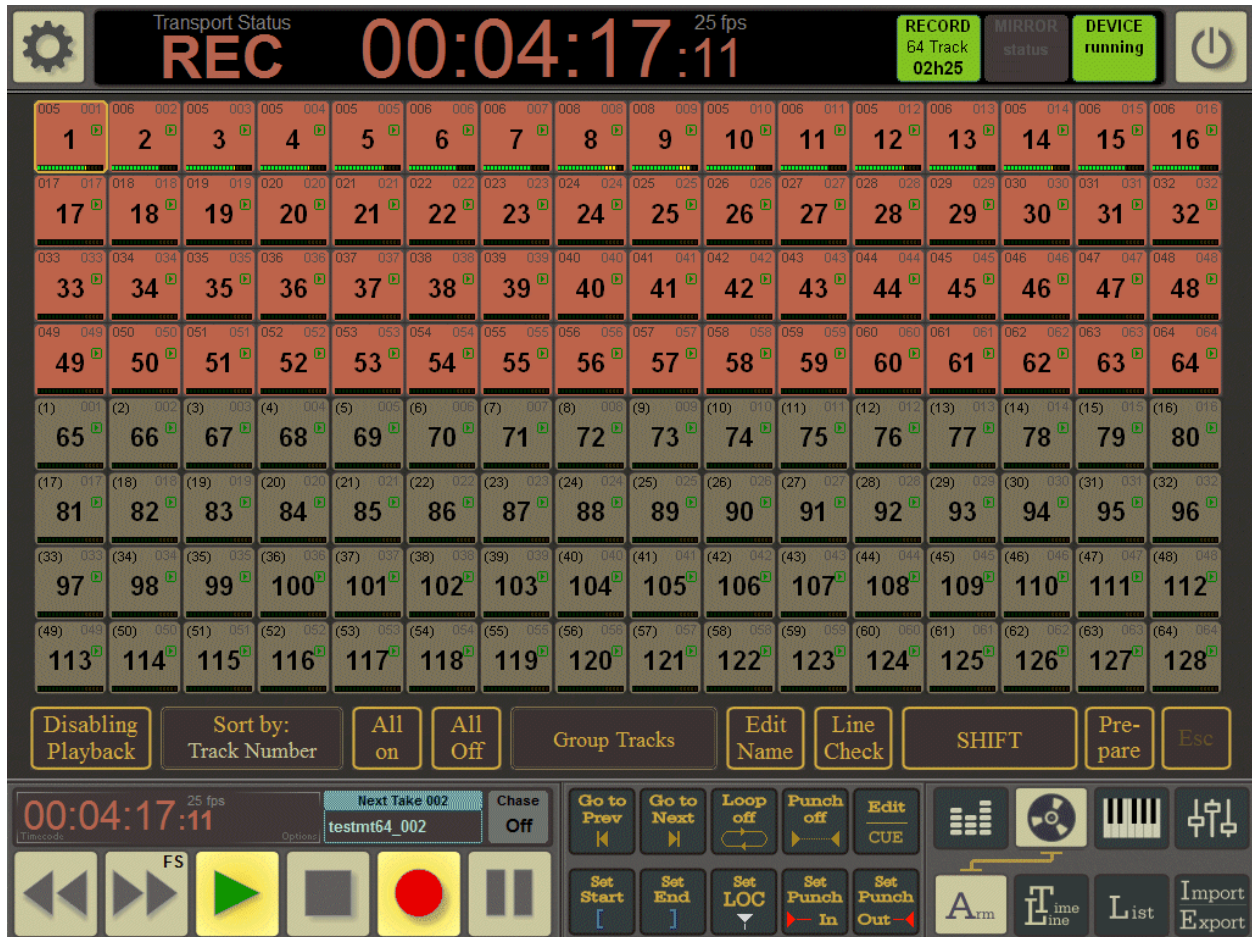 Transport Status
REC
00:04:17:11
25 fps
RECORD
64 Track
02h25
MIRROR
status
DEVICE
running
005 001 006 002 005 003 005 004 005 005 006 006 006 007 008 008 008 009 005 010 006 011 005 012 006 013 005 014 006 015 006 016
1 2 3 4 5 6 7 8 9 10 11 12 13 14 15 16
017 017 018 018 019 019 020 020 021 021 022 022 023 023 024 024 025 025 026 026 027 027 028 028 029 029 030 030 031 031 032 032
17 18 19 20 21 22 23 24 25 26 27 28 29 30 31 32
033 033 034 034 035 035 036 036 037 037 038 038 039 039 040 040 041 041 042 042 043 043 044 044 045 045 046 046 047 047 048 048
33 34 35 36 37 38 39 40 41 42 43 44 45 46 47 48
049 049 050 050 051 051 052 052 053 053 054 054 055 055 056 056 057 057 058 058 059 059 060 060 061 061 062 062 063 063 064 064
49 50 51 52 53 54 55 56 57 58 59 60 61 62 63 64
(1) 001 (2) 002 (3) 003 (4) 004 (5) 005 (6) 006 (7) 007 (8) 008 (9) 009 (10) 010 (11) 011 (12) 012 (13) 013 (14) 014 (15) 015 (16) 016
65 66 67 68 69 70 71 72 73 74 75 76 77 78 79 80
(17) 017 (18) 018 (19) 019 (20) 020 (21) 021 (22) 022 (23) 023 (24) 024 (25) 025 (26) 026 (27) 027 (28) 028 (29) 029 (30) 030 (31) 031 (32) 032
81 82 83 84 85 86 87 88 89 90 91 92 93 94 95 96
(33) 033 (34) 034 (35) 035 (36) 036 (37) 037 (38) 038 (39) 039 (40) 040 (41) 041 (42) 042 (43) 043 (44) 044 (45) 045 (46) 046 (47) 047 (48) 048
97 98 99 100 101 102 103 104 105 106 107 108 109 110 111 112
(49) 049 (50) 050 (51) 051 (52) 052 (53) 053 (54) 054 (55) 055 (56) 056 (57) 057 (58) 058 (59) 059 (60) 060 (61) 061 (62) 062 (63) 063 (64) 064
113 114 115 116 117 118 119 120 121 122 123 124 125 126 127 128
Disabling
Playback
Sort by:
Track Number
All
on
All
Off
Group Tracks
Edit
Name
Line
Check
SHIFT
Pre-
pare
Esc
00:04:17:11
25 fps
Timecode
Options
Next Take 002
testmt64_002
Chase
Off
FS
Go to
Prev
Go to
Next
Loop
off
Punch
off
Edit
CUE
Set
Start
[
Set
End
]
Set
LOC
Set
Punch
In
Set
Punch
Out
Arm
Time
Line
List
Import
Export